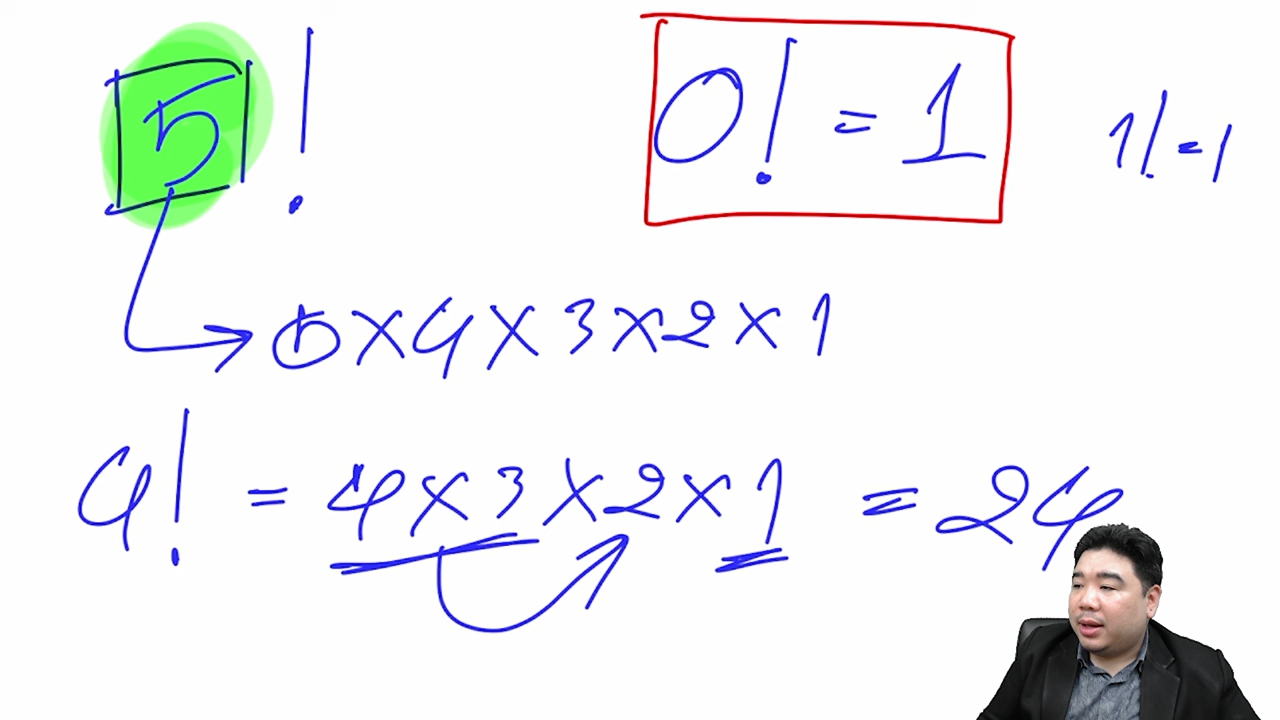 5! 0! = 1 1! = 1
5 × 4 × 3 × 2 × 1
4! = 4 × 3 × 2 × 1 = 24